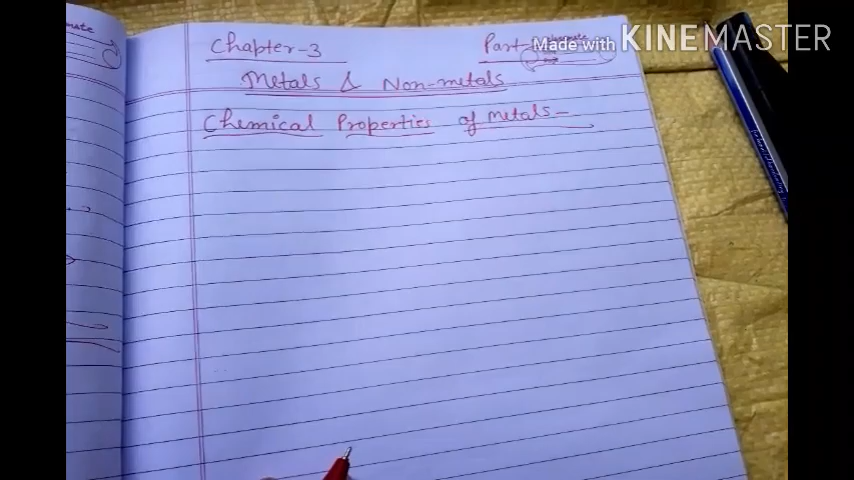 Chapter-3
Part-
Made with KINEMASTER
Metals & Non-metals
Chemical Properties of metals-